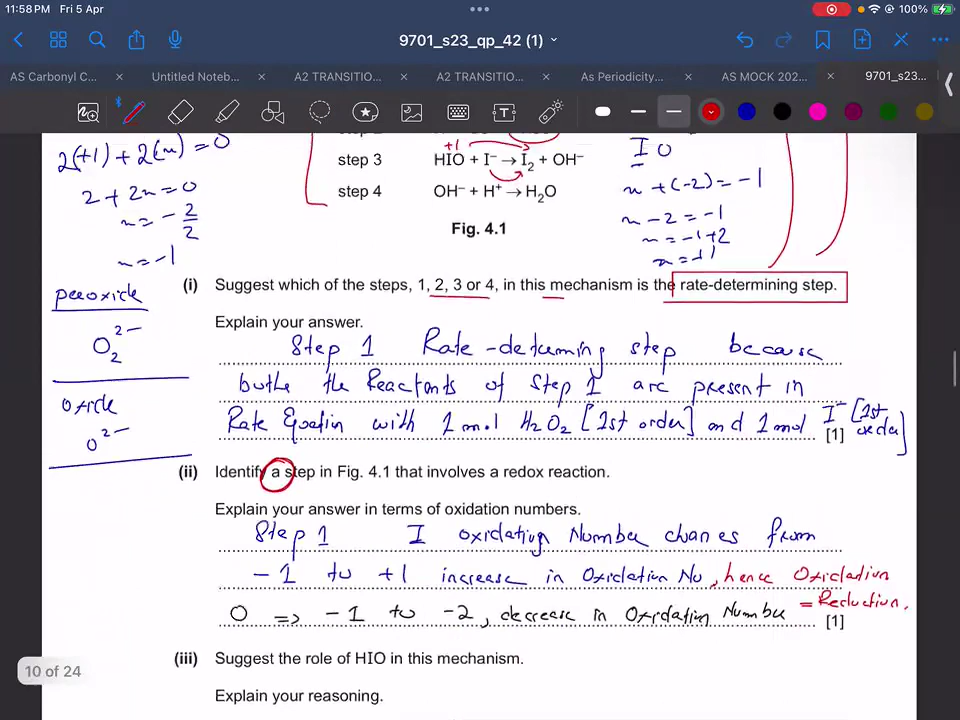 11:58 PM Fri 5 Apr
100%
9701_s23_qp_42 (1)
AS Carbonyl C...
Untitled Noteb...
A2 TRANSITIO...
A2 TRANSITIO...
As Periodicity...
AS MOCK 202...
9701_s23...
2(+1) + 2(n) = 0
2 + 2n = 0
n = - 2/2
n = -1
peroxide
O₂²⁻
oxide
O²⁻
+1
step 3 HIO + I⁻ → I₂ + OH⁻
step 4 OH⁻ + H⁺ → H₂O
Fig. 4.1
I O
n + (-2) = -1
n - 2 = -1
n = -1 + 2
n = +1
(i) Suggest which of the steps, 1, 2, 3 or 4, in this mechanism is the rate-determining step.
Explain your answer.
Step 1 Rate-determing step because
buthe the Reactants of Step 1 are present in
Rate Equation with 1 mol H₂O₂ [1st order] and 1 mol I⁻ [1st order]
[1]
(ii) Identify a step in Fig. 4.1 that involves a redox reaction.
Explain your answer in terms of oxidation numbers.
Step 1 I oxidating Number chanes from
-1 to +1 increase in Oxidation No, hence Oxidation
O => -1 to -2, decrease in Oxidation Number = Reduction.
[1]
(iii) Suggest the role of HIO in this mechanism.
Explain your reasoning.
10 of 24